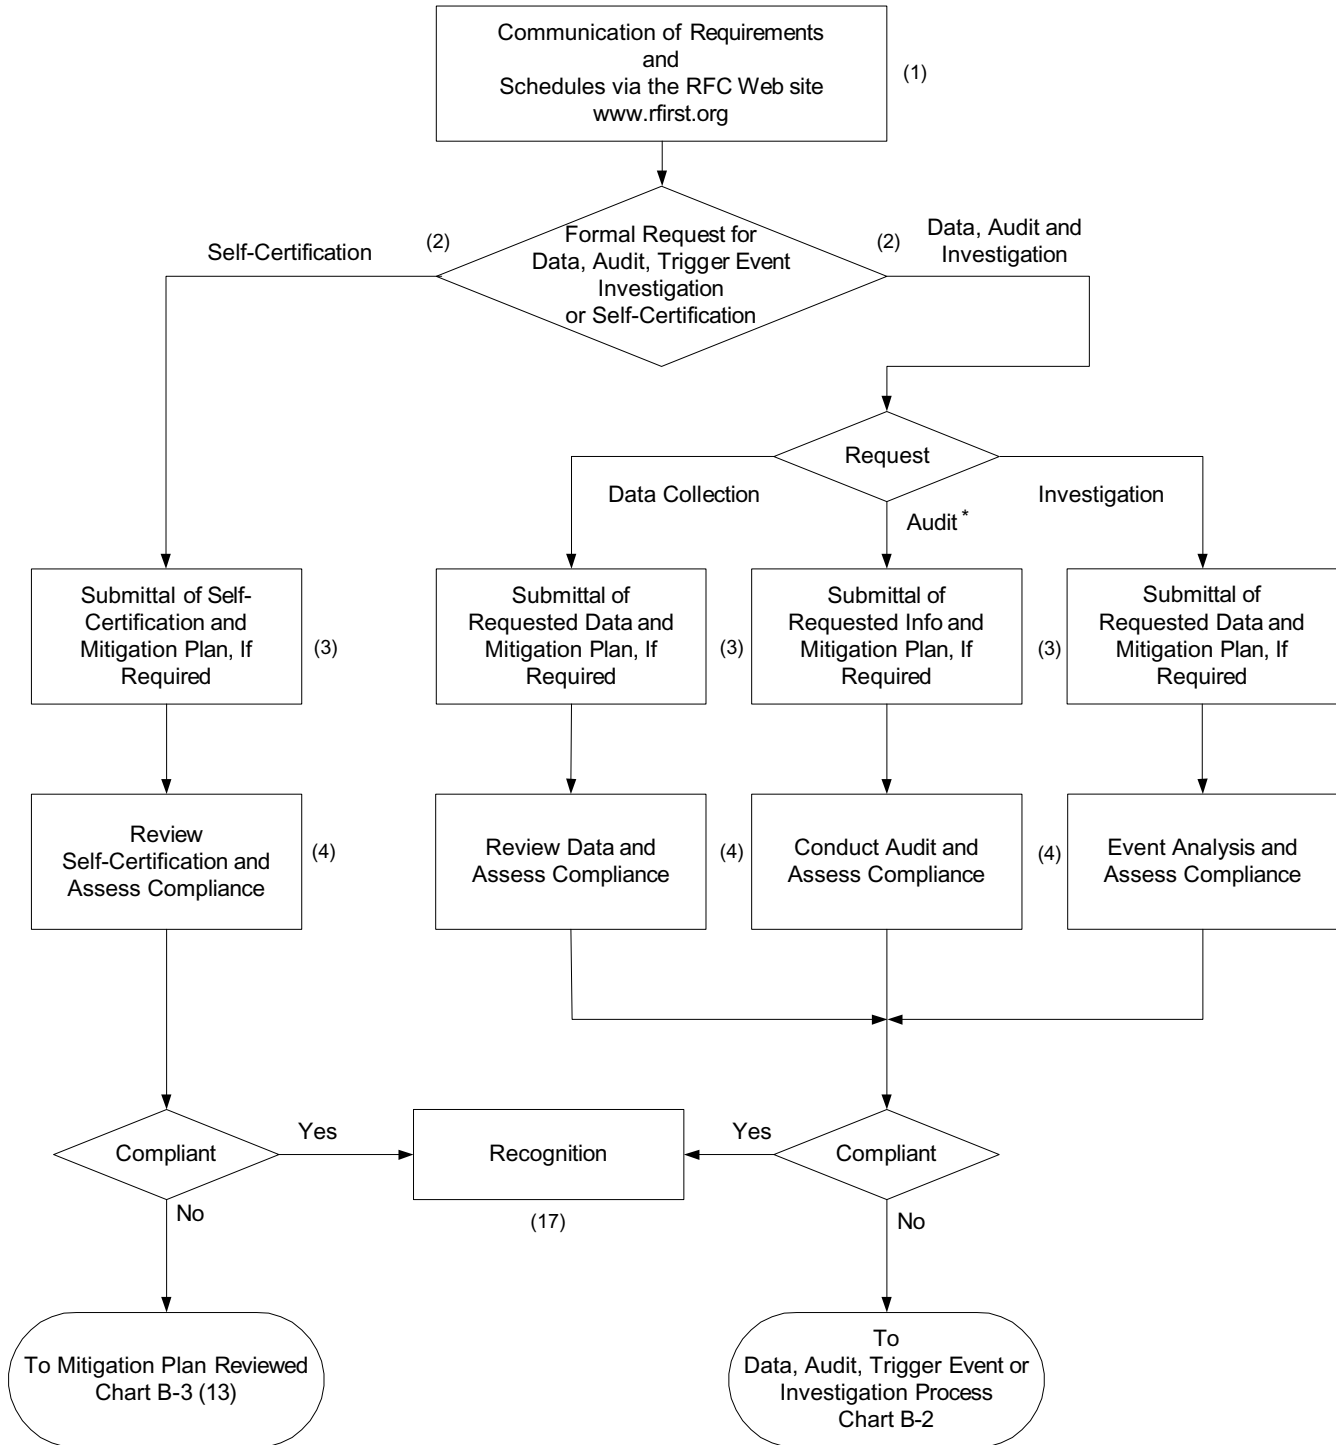 Communication of Requirements
and
Schedules via the RFC Web site
www.rfirst.org
(1)
Self-Certification
(2)
Formal Request for
Data, Audit, Trigger Event
Investigation
or Self-Certification
(2)
Data, Audit and
Investigation
Request
Data Collection
Audit *
Investigation
Submittal of Self-
Certification and
Mitigation Plan, If
Required
(3)
Submittal of
Requested Data and
Mitigation Plan, If
Required
(3)
Submittal of
Requested Info and
Mitigation Plan, If
Required
(3)
Submittal of
Requested Data and
Mitigation Plan, If
Required
Review
Self-Certification and
Assess Compliance
(4)
Review Data and
Assess Compliance
(4)
Conduct Audit and
Assess Compliance
(4)
Event Analysis and
Assess Compliance
Compliant
Yes
Recognition
(17)
Yes
Compliant
No
No
To Mitigation Plan Reviewed
Chart B-3 (13)
To
Data, Audit, Trigger Event or
Investigation Process
Chart B-2